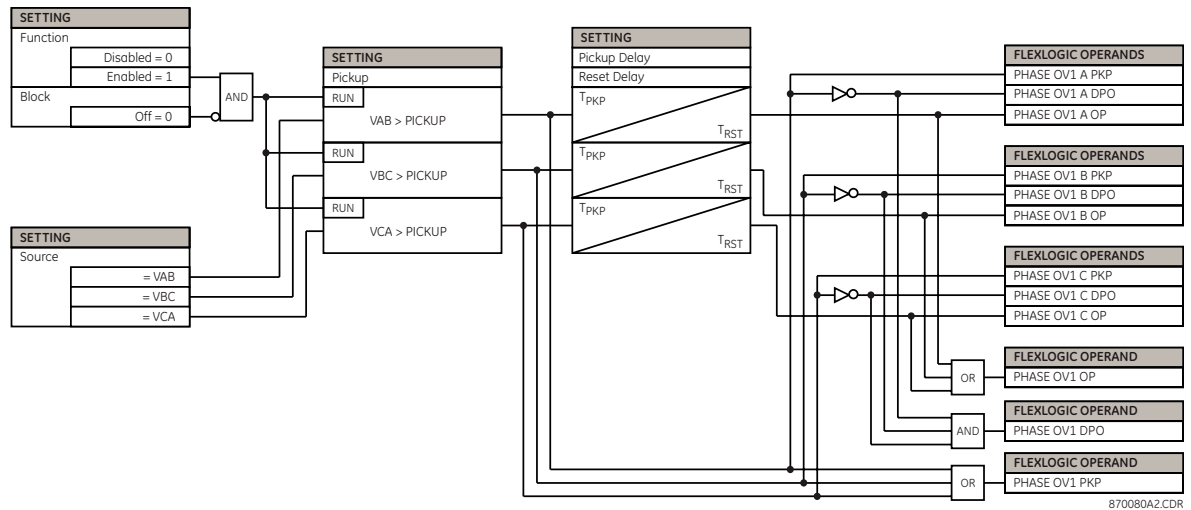 SETTING
Function
Disabled = 0
Enabled = 1
Block
Off = 0
AND
SETTING
Source
= VAB
= VBC
= VCA
SETTING
Pickup
RUN
VAB > PICKUP
RUN
VBC > PICKUP
RUN
VCA > PICKUP
SETTING
Pickup Delay
Reset Delay
TPKP
TRST
TPKP
TRST
TPKP
TRST
FLEXLOGIC OPERANDS
PHASE OV1 A PKP
PHASE OV1 A DPO
PHASE OV1 A OP
FLEXLOGIC OPERANDS
PHASE OV1 B PKP
PHASE OV1 B DPO
PHASE OV1 B OP
FLEXLOGIC OPERANDS
PHASE OV1 C PKP
PHASE OV1 C DPO
PHASE OV1 C OP
OR
FLEXLOGIC OPERAND
PHASE OV1 OP
AND
FLEXLOGIC OPERAND
PHASE OV1 DPO
OR
FLEXLOGIC OPERAND
PHASE OV1 PKP
870080A2.CDR